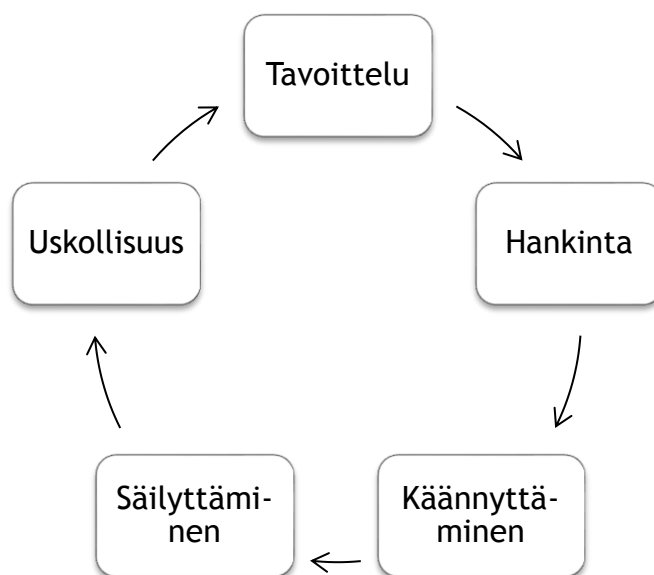 Tavoittelu
Hankinta
Käännyttä-
minen
Säilyttämi-
nen
Uskollisuus